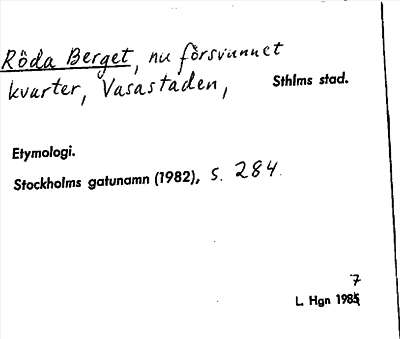 Röda Berget, nu försvunnet
kvarter, Vasastaden, Sthlms stad.
Etymologi.
Stockholms gatunamn (1982), s. 284.
7
L. Hgn 1985